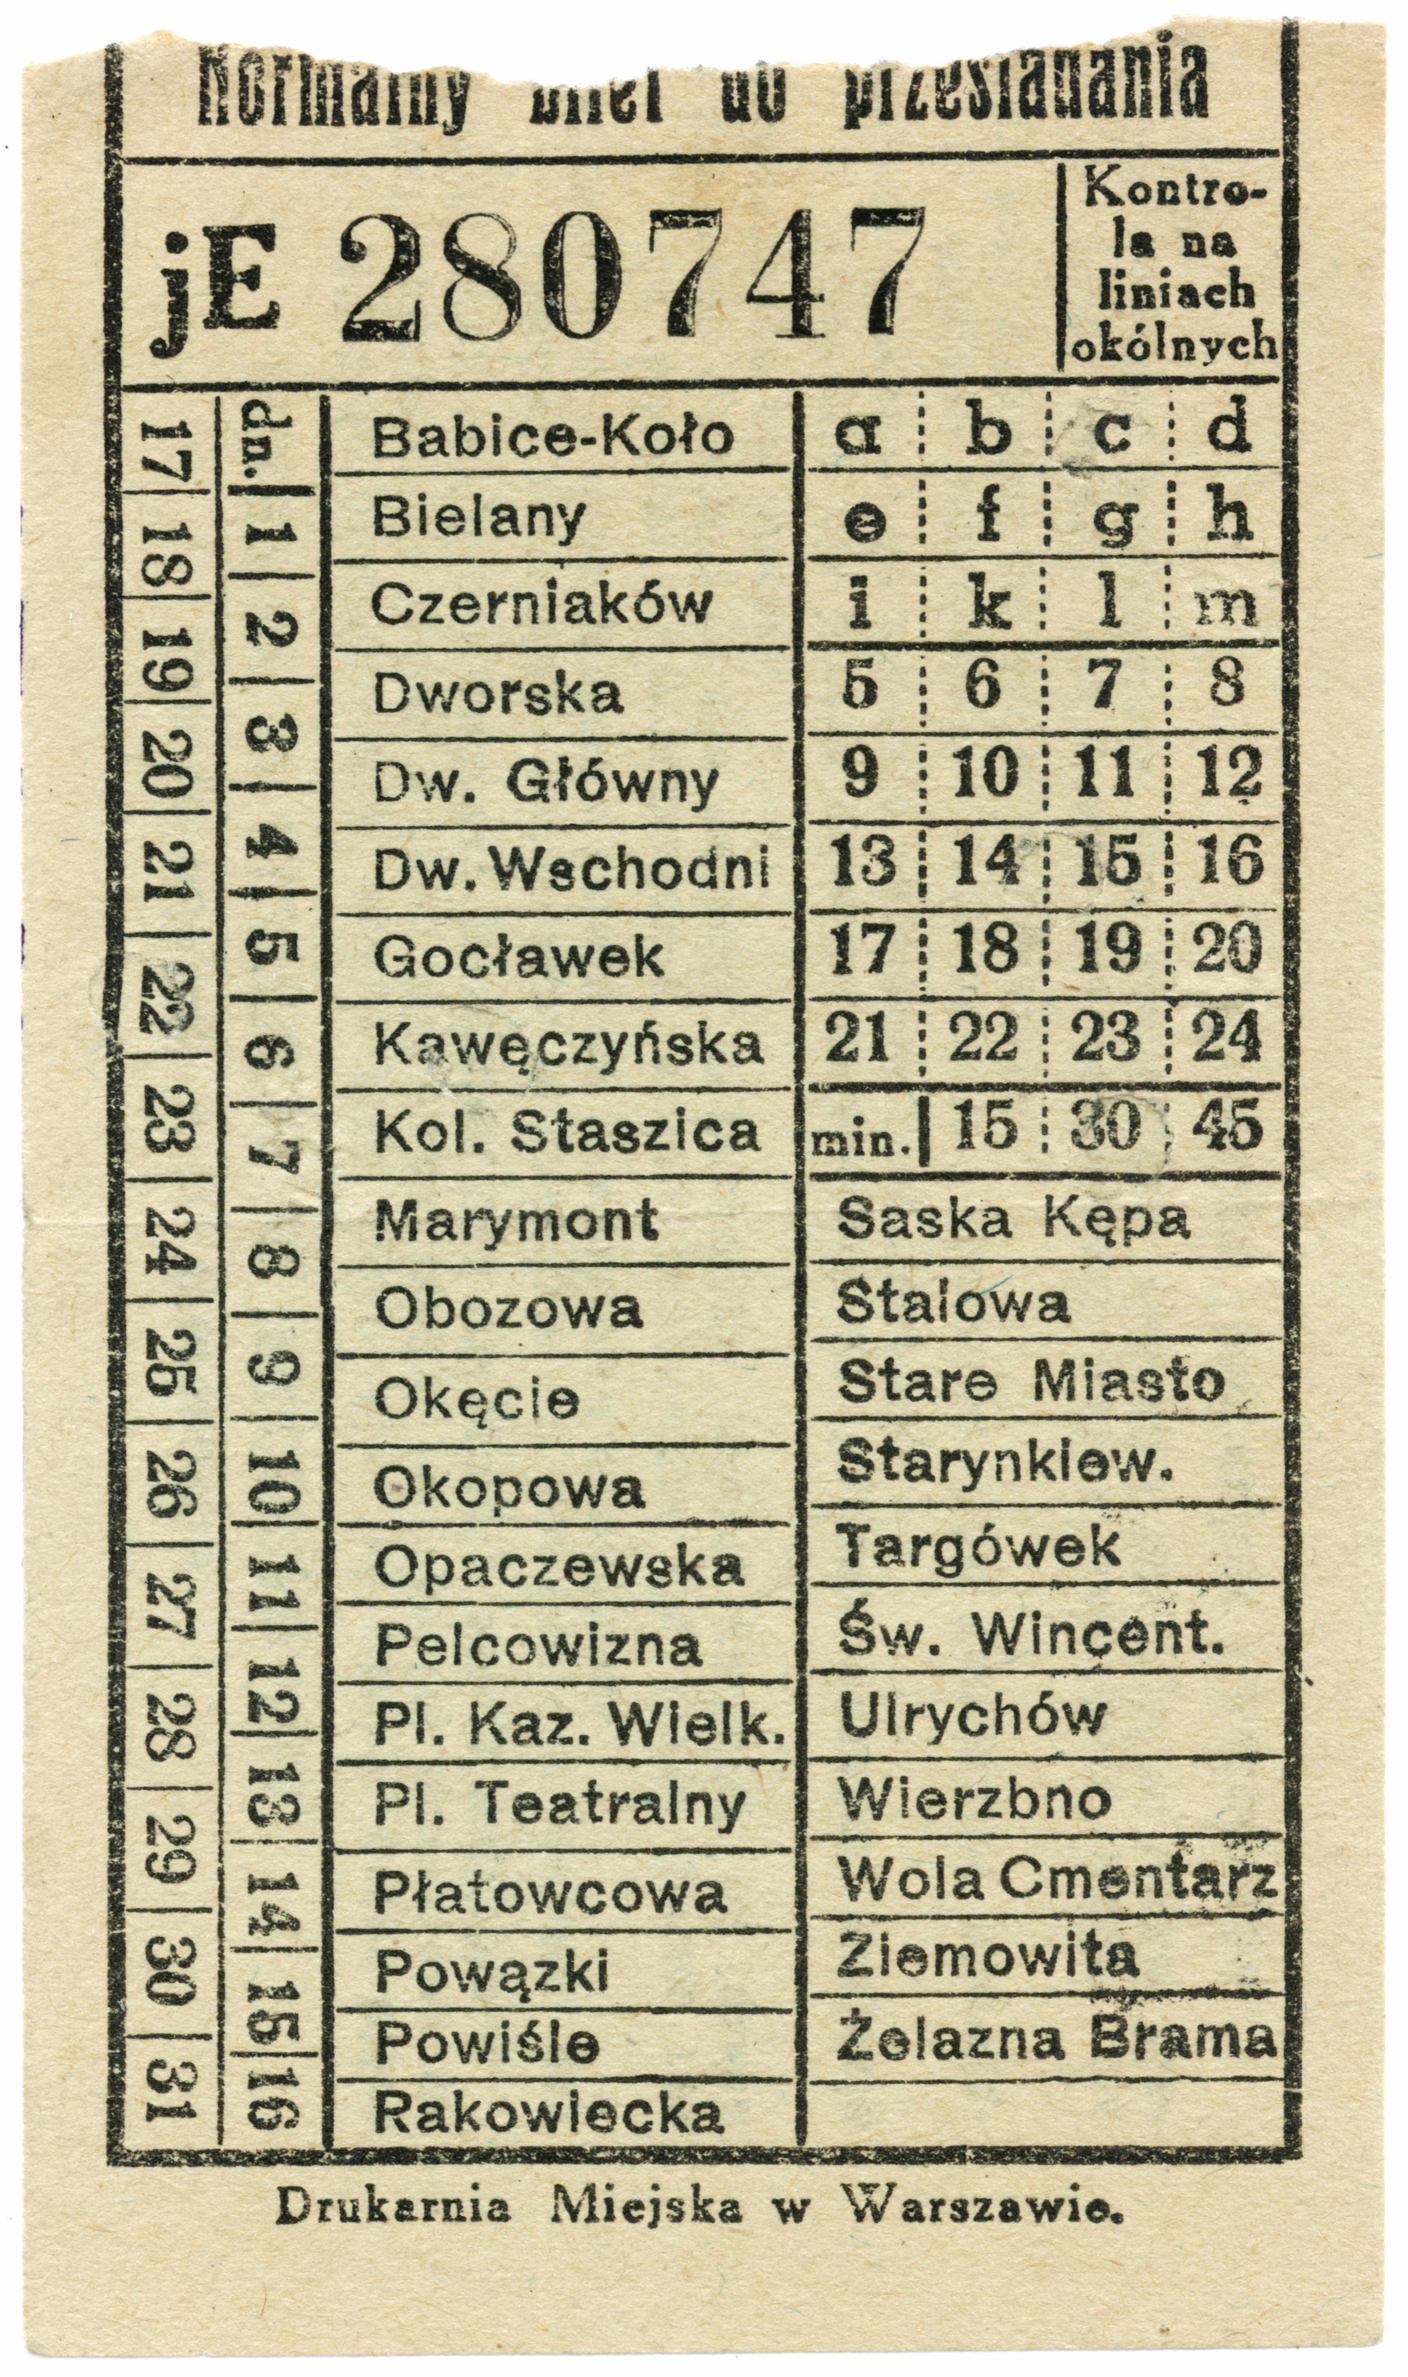 Normalny bilet do przesiadania
jE 280747
Kontro-
la na
liniach
okólnych
17 18 19 20 21 22 23 24 25 26 27 28 29 30 31
dn. 1 2 3 4 5 6 7 8 9 10 11 12 13 14 15 16
Babice-Koło
Bielany
Czerniaków
Dworska
Dw. Główny
Dw. Wschodni
Gocławek
Kawęczyńska
Kol. Staszica
Marymont
Obozowa
Okęcie
Okopowa
Opaczewska
Pelcowizna
Pl. Kaz. Wielk.
Pl. Teatralny
Płatowcowa
Powązki
Powiśle
Rakowiecka
a b c d
e f g h
i k l m
5 6 7 8
9 10 11 12
13 14 15 16
17 18 19 20
21 22 23 24
min. 15 30 45
Saska Kępa
Stalowa
Stare Miasto
Starynkiew.
Targówek
Św. Wincent.
Ulrychów
Wierzbno
Wola Cmentarz
Ziemowita
Żelazna Brama
Drukarnia Miejska w Warszawie.